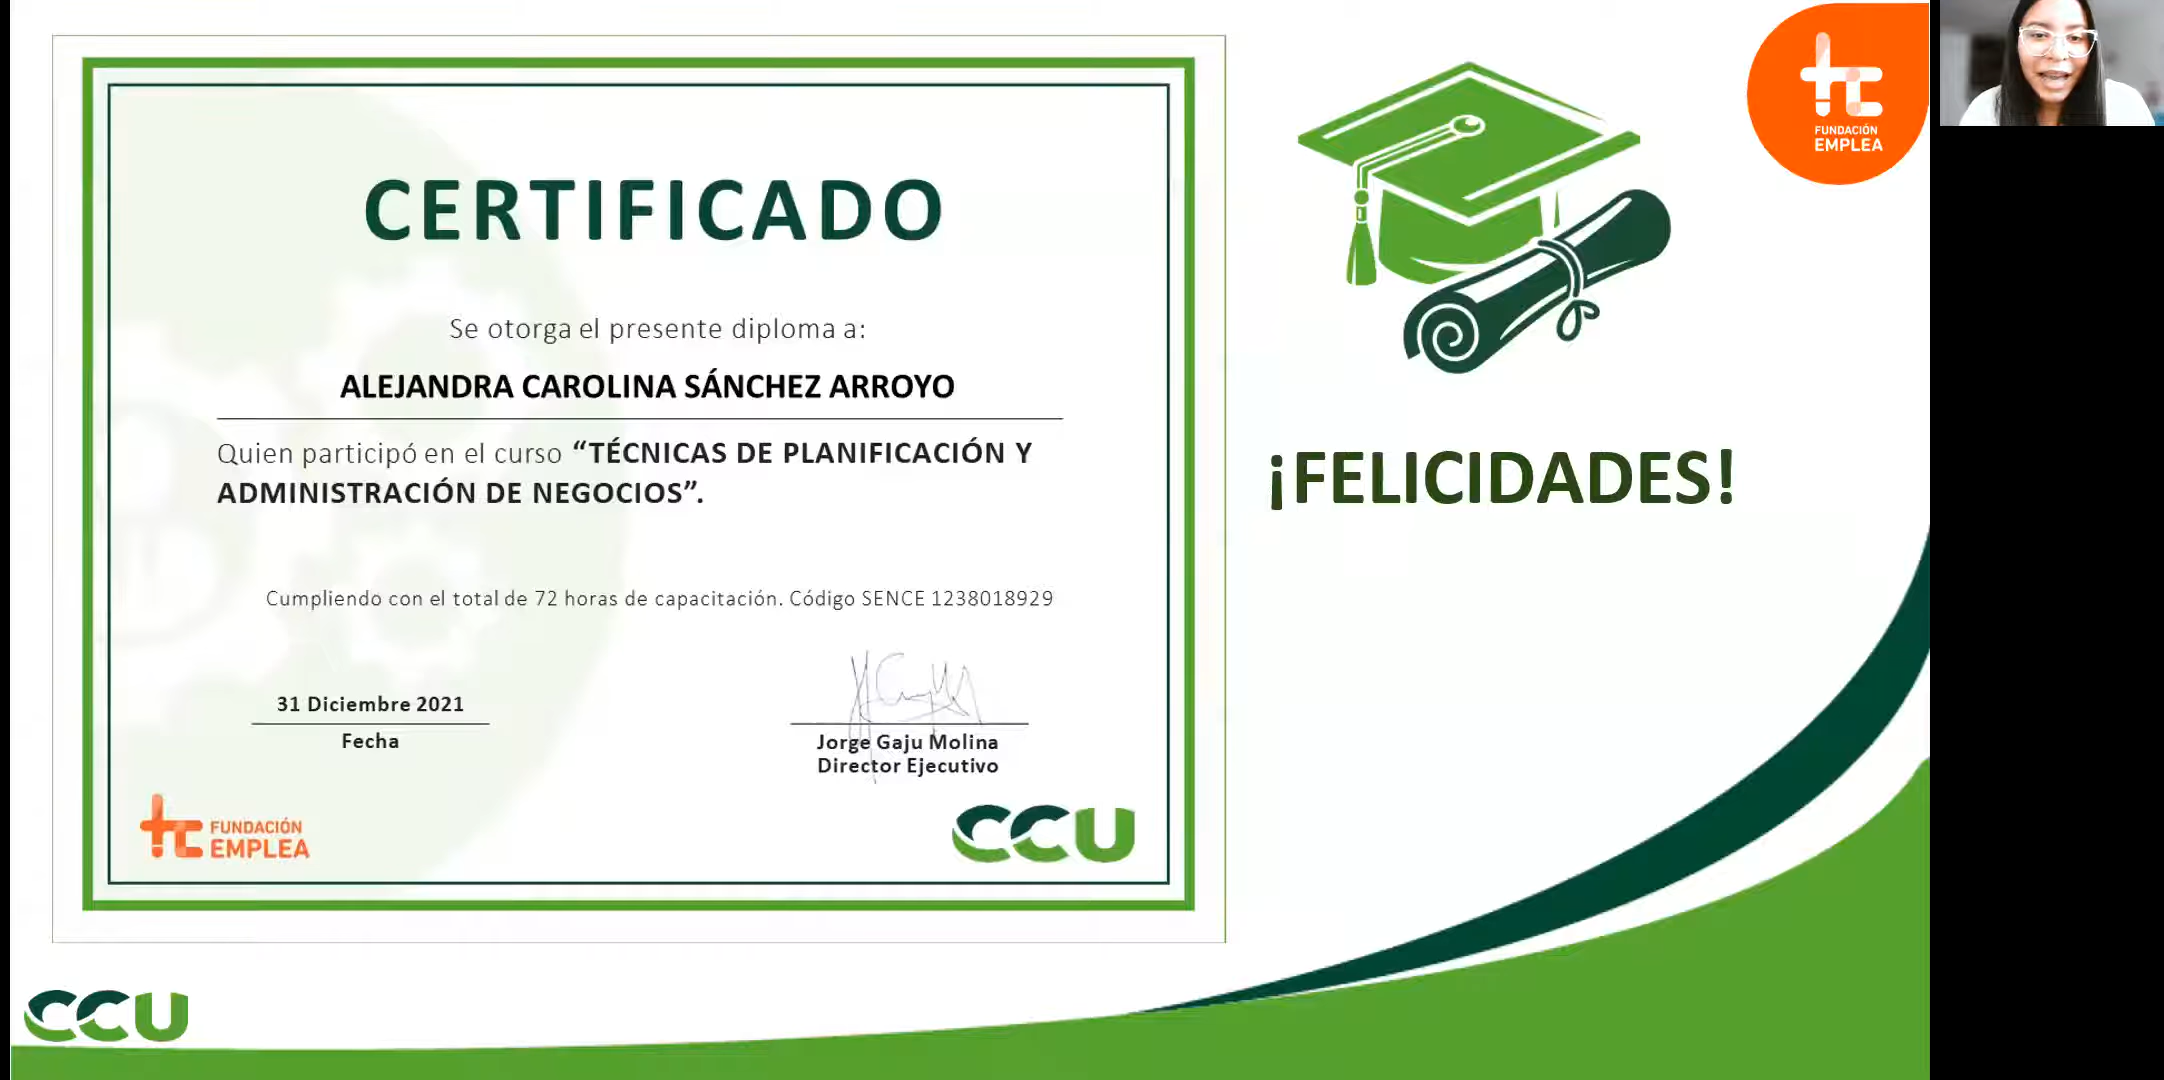 CERTIFICADO
Se otorga el presente diploma a:
ALEJANDRA CAROLINA SÁNCHEZ ARROYO
Quien participó en el curso “TÉCNICAS DE PLANIFICACIÓN Y
ADMINISTRACIÓN DE NEGOCIOS”.
Cumpliendo con el total de 72 horas de capacitación. Código SENCE 1238018929
31 Diciembre 2021
Fecha
Jorge Gaju Molina
Director Ejecutivo
FUNDACIÓN
EMPLEA
CCU
¡FELICIDADES!
FUNDACIÓN
EMPLEA
CCU